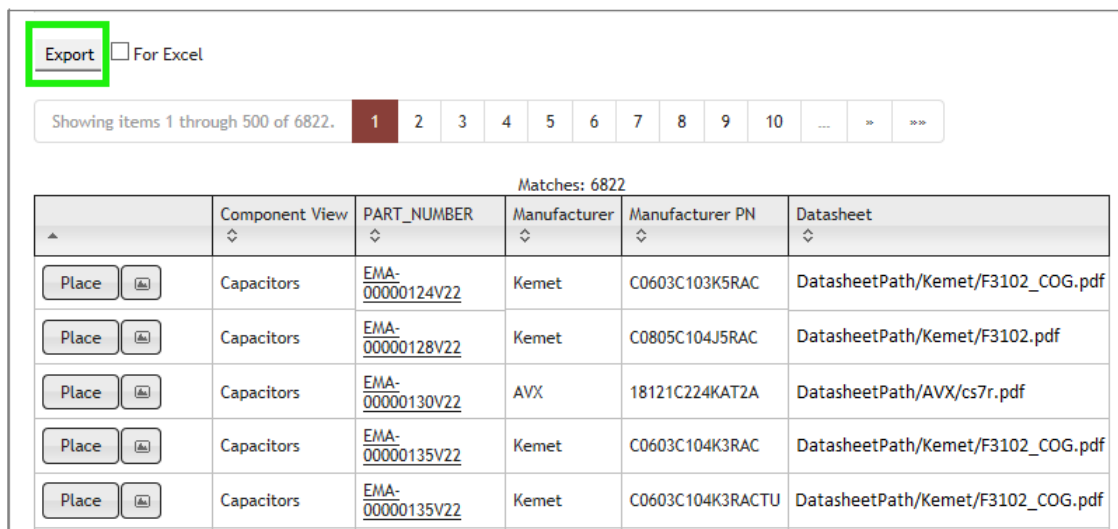 Export For Excel
Showing items 1 through 500 of 6822. 1 2 3 4 5 6 7 8 9 10 ... » »»
Matches: 6822
Component View PART_NUMBER Manufacturer Manufacturer PN Datasheet
Place Capacitors EMA-
00000124V22 Kemet C0603C103K5RAC DatasheetPath/Kemet/F3102_COG.pdf
Place Capacitors EMA-
00000128V22 Kemet C0805C104J5RAC DatasheetPath/Kemet/F3102.pdf
Place Capacitors EMA-
00000130V22 AVX 18121C224KAT2A DatasheetPath/AVX/cs7r.pdf
Place Capacitors EMA-
00000135V22 Kemet C0603C104K3RAC DatasheetPath/Kemet/F3102_COG.pdf
Place Capacitors EMA-
00000135V22 Kemet C0603C104K3RACTU DatasheetPath/Kemet/F3102_COG.pdf